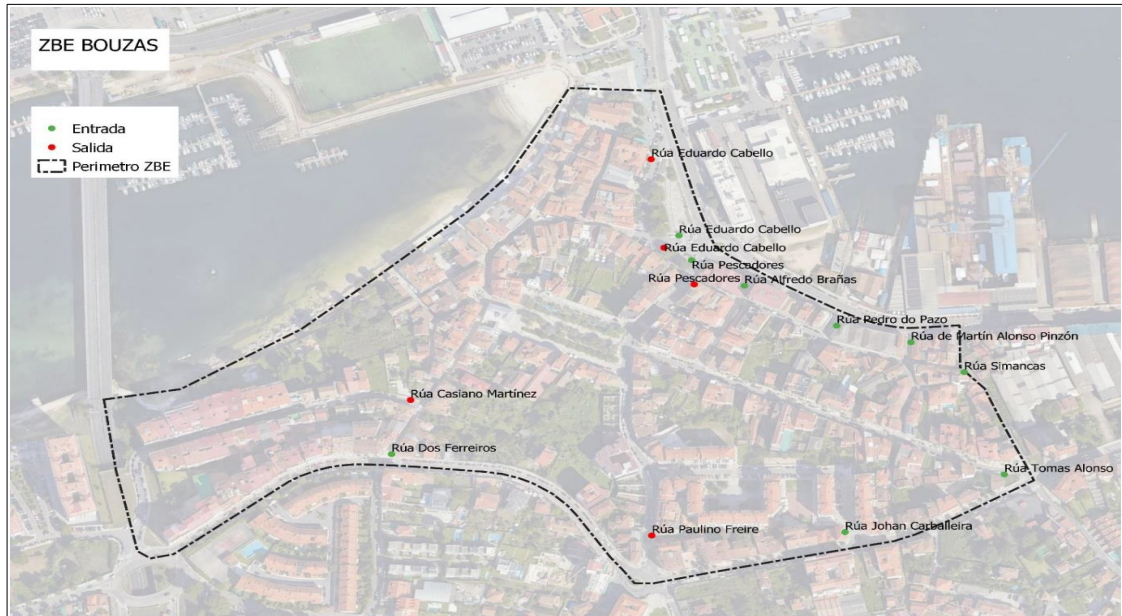 ZBE BOUZAS
Entrada
Salida
Perimetro ZBE
Rúa Eduardo Cabello
Rúa Eduardo Cabello
Rúa Eduardo Cabello
Rúa Pescadores
Rúa Pescadores
Rúa Alfredo Brañas
Rúa Pedro do Pazo
Rúa de Martín Alonso Pinzón
Rúa Simancas
Rúa Casiano Martínez
Rúa Dos Ferreiros
Rúa Tomas Alonso
Rúa Paulino Freire
Rúa Johan Carballeira